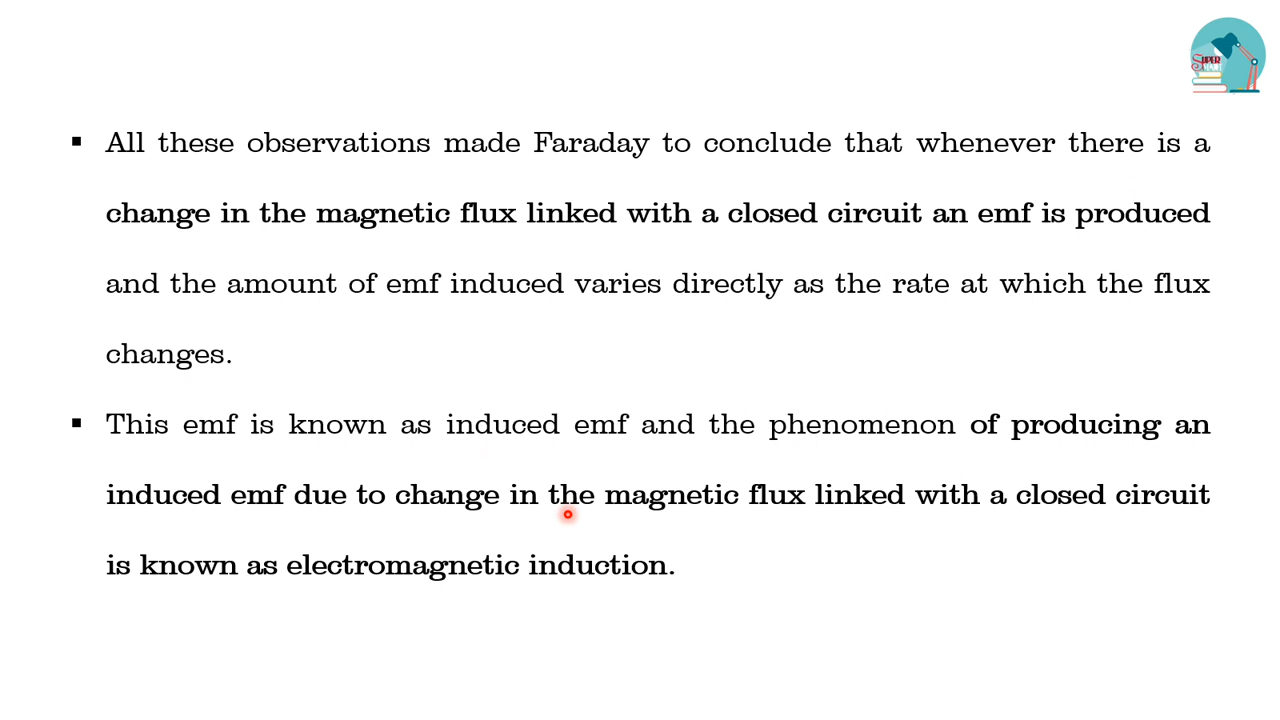 SUPER
▪ All these observations made Faraday to conclude that whenever there is a
change in the magnetic flux linked with a closed circuit an emf is produced
and the amount of emf induced varies directly as the rate at which the flux
changes.
▪ This emf is known as induced emf and the phenomenon of producing an
induced emf due to change in the magnetic flux linked with a closed circuit
is known as electromagnetic induction.